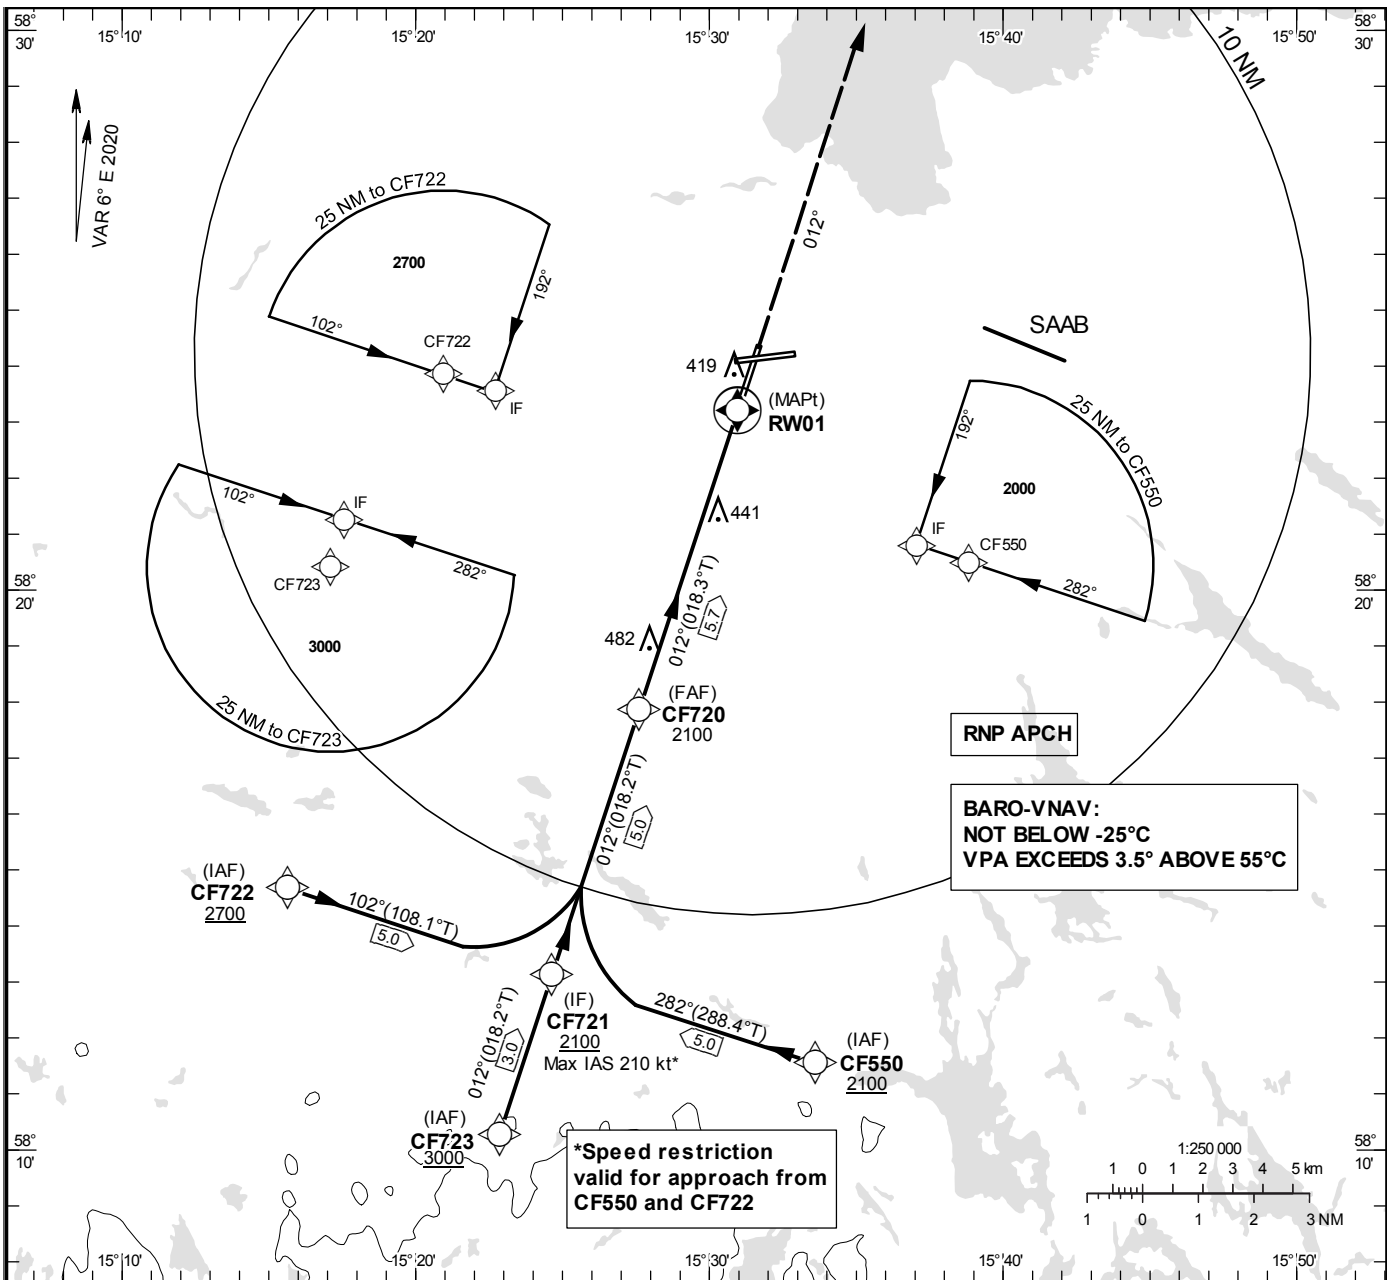 58°
30'
15°10'
15°20'
15°30'
15°40'
15°50'
58°
30'
10 NM
VAR 6° E 2020
25 NM to CF722
2700
192°
102°
CF722
IF
012°
SAAB
419
(MAPt)
RW01
25 NM to CF550
192°
2000
IF
CF550
282°
102°
IF
CF723
282°
3000
25 NM to CF723
441
58°
20'
58°
20'
012°(018.3°T)
5.7
482
(FAF)
CF720
2100
RNP APCH
BARO-VNAV:
NOT BELOW -25°C
VPA EXCEEDS 3.5° ABOVE 55°C
012°(018.2°T)
5.0
(IAF)
CF722
2700
102°(108.1°T)
5.0
(IF)
CF721
2100
Max IAS 210 kt*
282°(288.4°T)
5.0
(IAF)
CF550
2100
012°(018.2°T)
3.0
(IAF)
CF723
3000
*Speed restriction
valid for approach from
CF550 and CF722
58°
10'
58°
10'
1:250 000
1 0 1 2 3 4 5 km
1 0 1 2 3 NM
15°10'
15°20'
15°30'
15°40'
15°50'